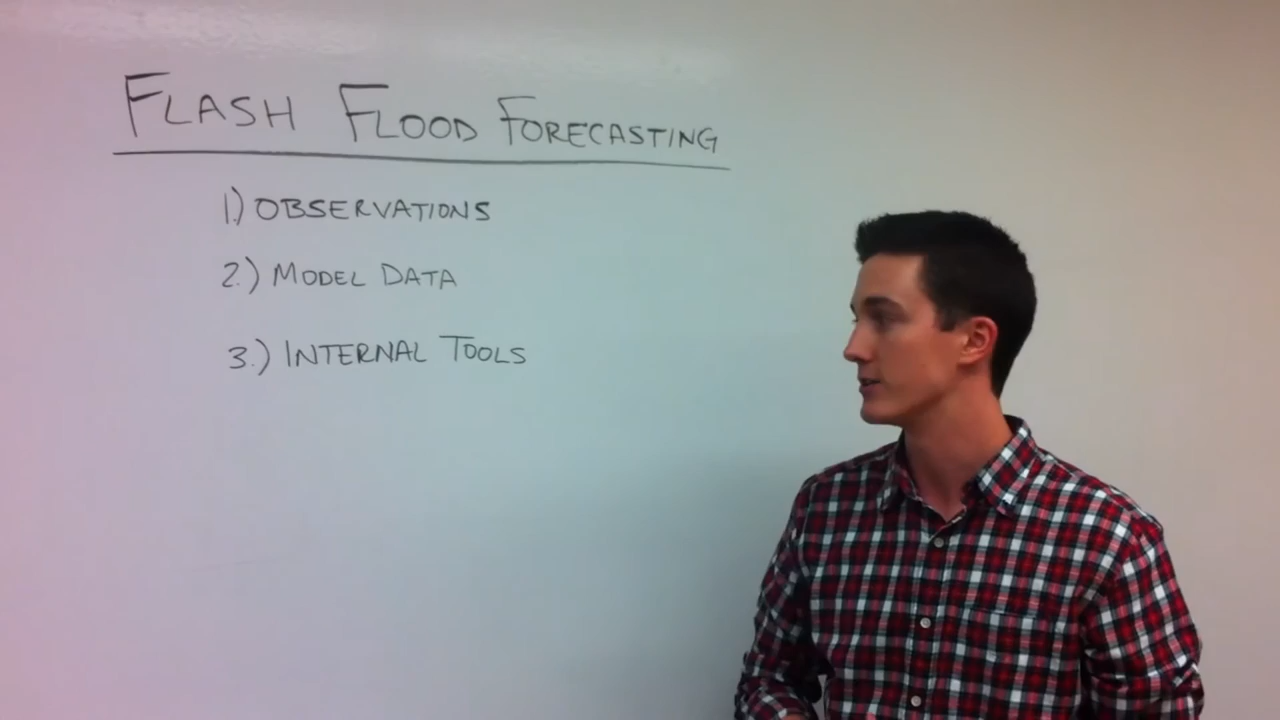 FLASH FLOOD FORECASTING
1.) OBSERVATIONS
2.) MODEL DATA
3.) INTERNAL TOOLS